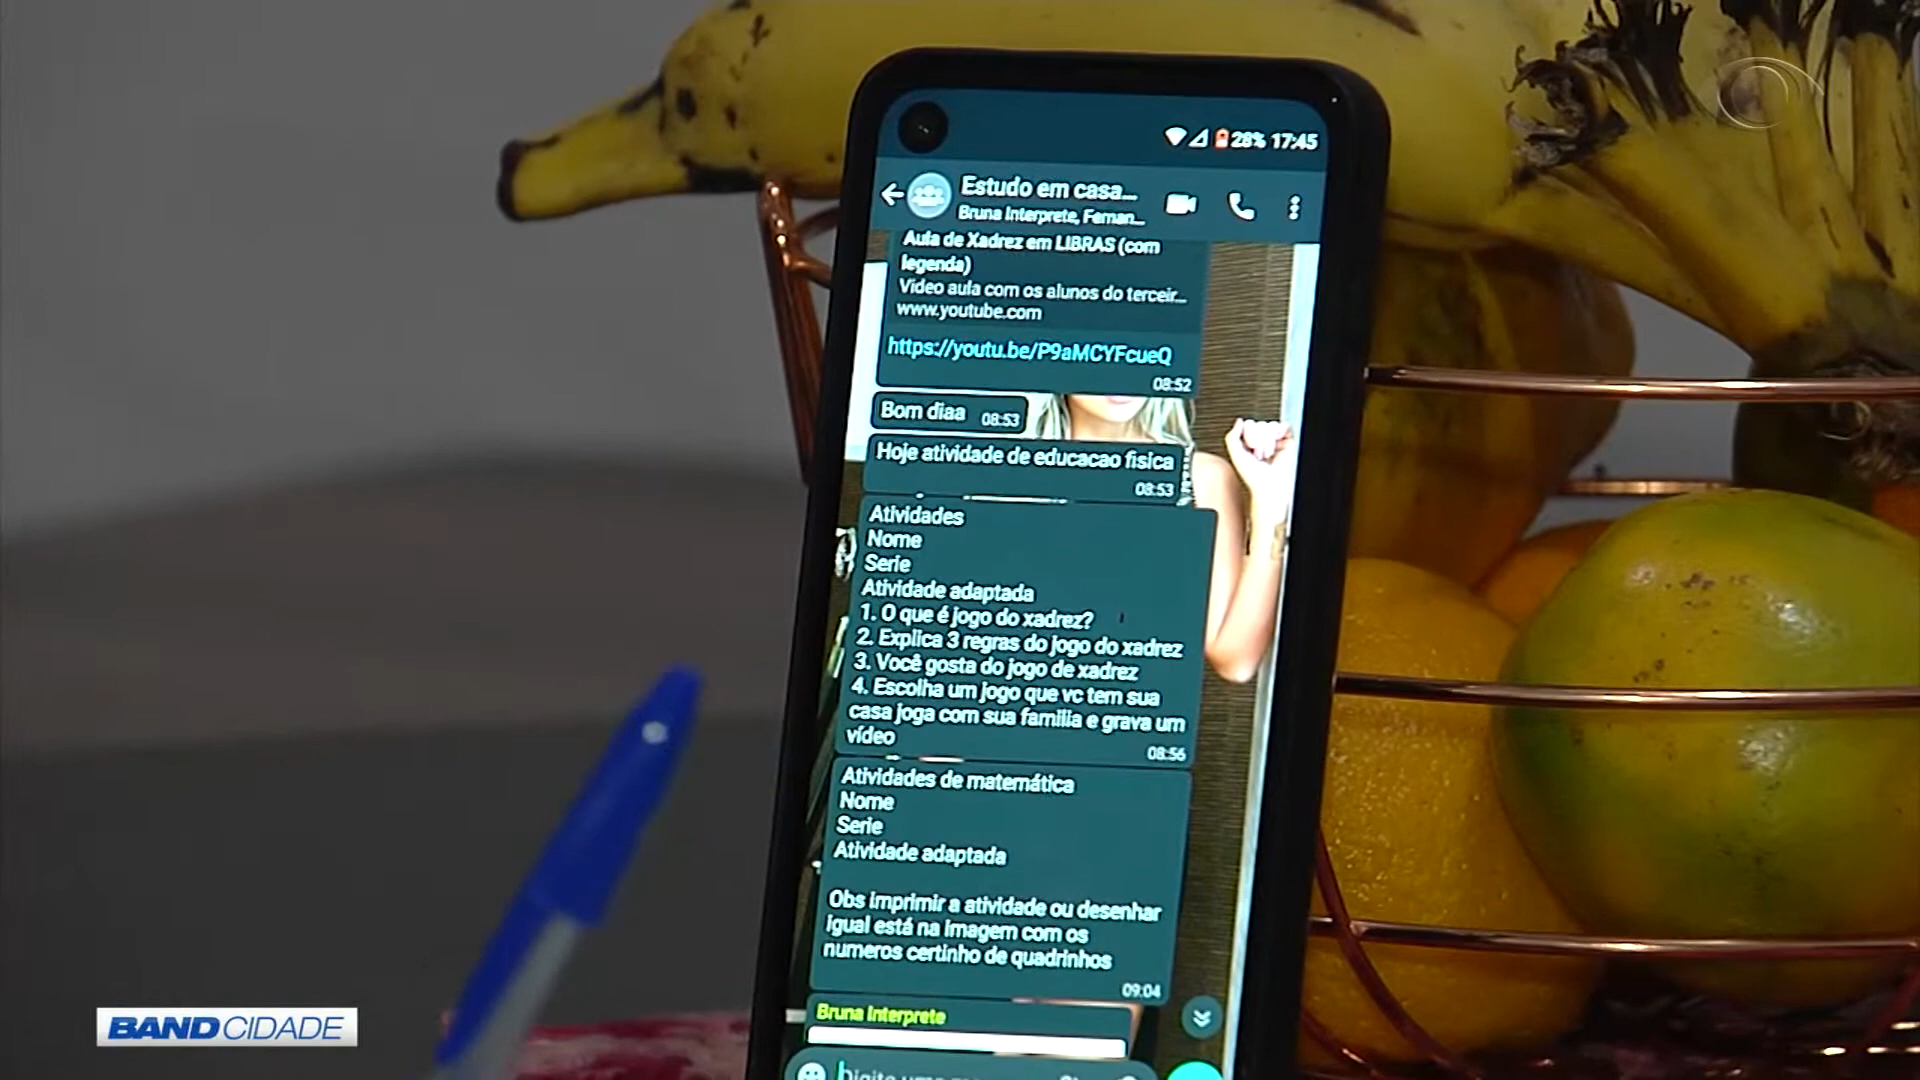 28% 17:45
Estudo em casa...
Bruna Interprete, Fernan...
Aula de Xadrez em LIBRAS (com
legenda)
Vídeo aula com os alunos do terceir...
www.youtube.com
https://youtu.be/P9aMCYFcueQ
08:52
Bom diaa 08:53
Hoje atividade de educacao fisica
08:53
Atividades
Nome
Serie
Atividade adaptada
1. O que é jogo do xadrez?
2. Explica 3 regras do jogo do xadrez
3. Você gosta do jogo de xadrez
4. Escolha um jogo que vc tem sua
casa joga com sua familia e grava um
vídeo
08:56
Atividades de matemática
Nome
Serie
Atividade adaptada
Obs imprimir a atividade ou desenhar
igual está na imagem com os
numeros certinho de quadrinhos
09:04
Bruna Interprete
BAND CIDADE